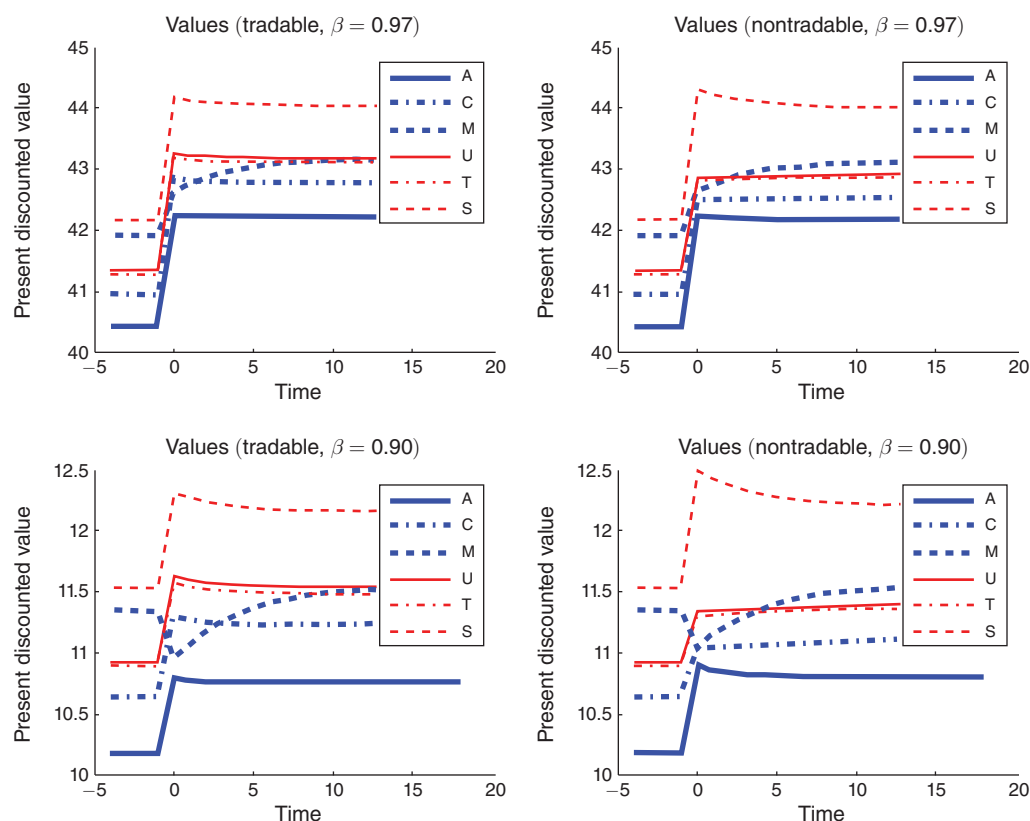 Values (tradable, β = 0.97)
Present discounted value
45
44
43
42
41
40
−5 0 5 10 15 20
Time
A
C
M
U
T
S
Values (nontradable, β = 0.97)
Present discounted value
45
44
43
42
41
40
−5 0 5 10 15 20
Time
A
C
M
U
T
S
Values (tradable, β = 0.90)
Present discounted value
12.5
12
11.5
11
10.5
10
−5 0 5 10 15 20
Time
A
C
M
U
T
S
Values (nontradable, β = 0.90)
Present discounted value
12.5
12
11.5
11
10.5
10
−5 0 5 10 15 20
Time
A
C
M
U
T
S